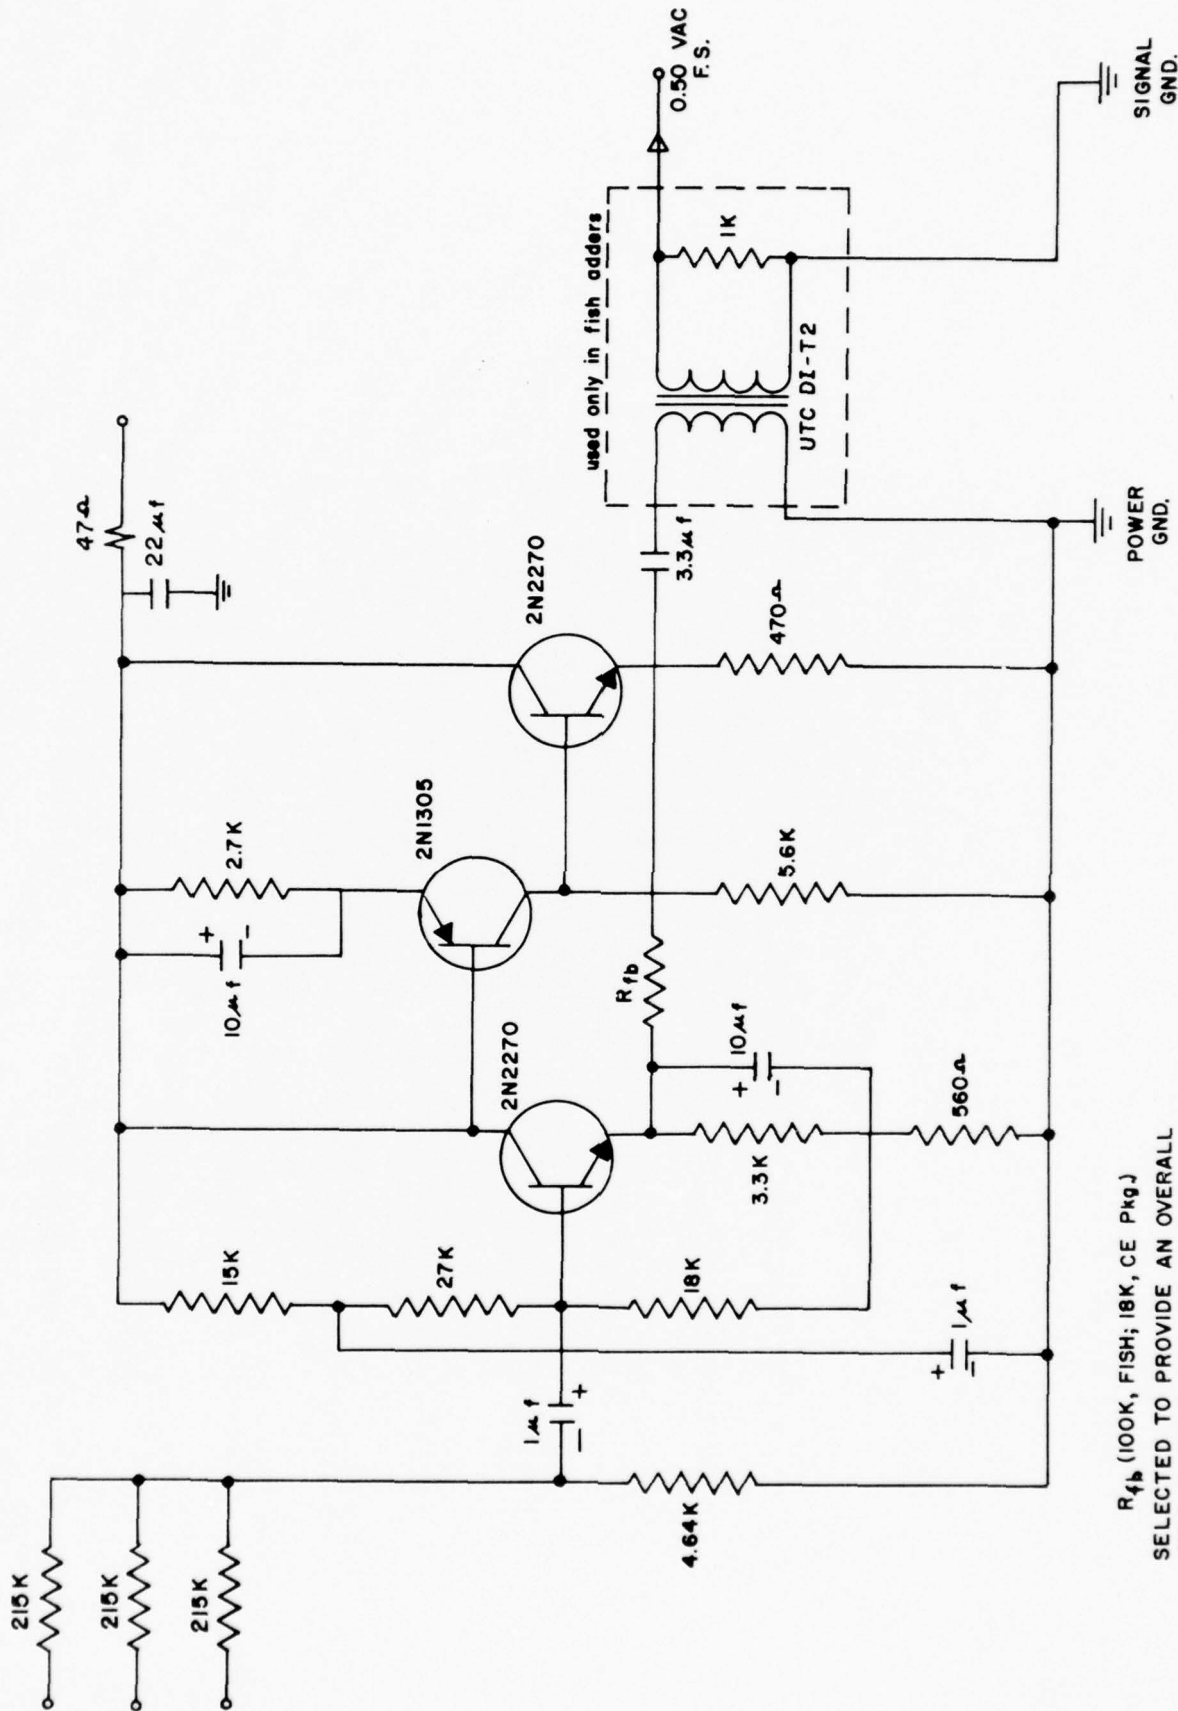 215K
215K
215K
4.64K
1µf
- +
15K
27K
18K
+
-
1µf
2N2270
3.3K
560Ω
10µf
+
-
Rfb
10µf
+
-
2.7K
2N1305
5.6K
2N2270
470Ω
47Ω
22µf
3.3µf
used only in fish adders
UTC DI-T2
1K
0.50 VAC
F.S.
POWER
GND.
SIGNAL
GND.
Rfb (100K, FISH; 18K, CE Pkg.)
SELECTED TO PROVIDE AN OVERALL